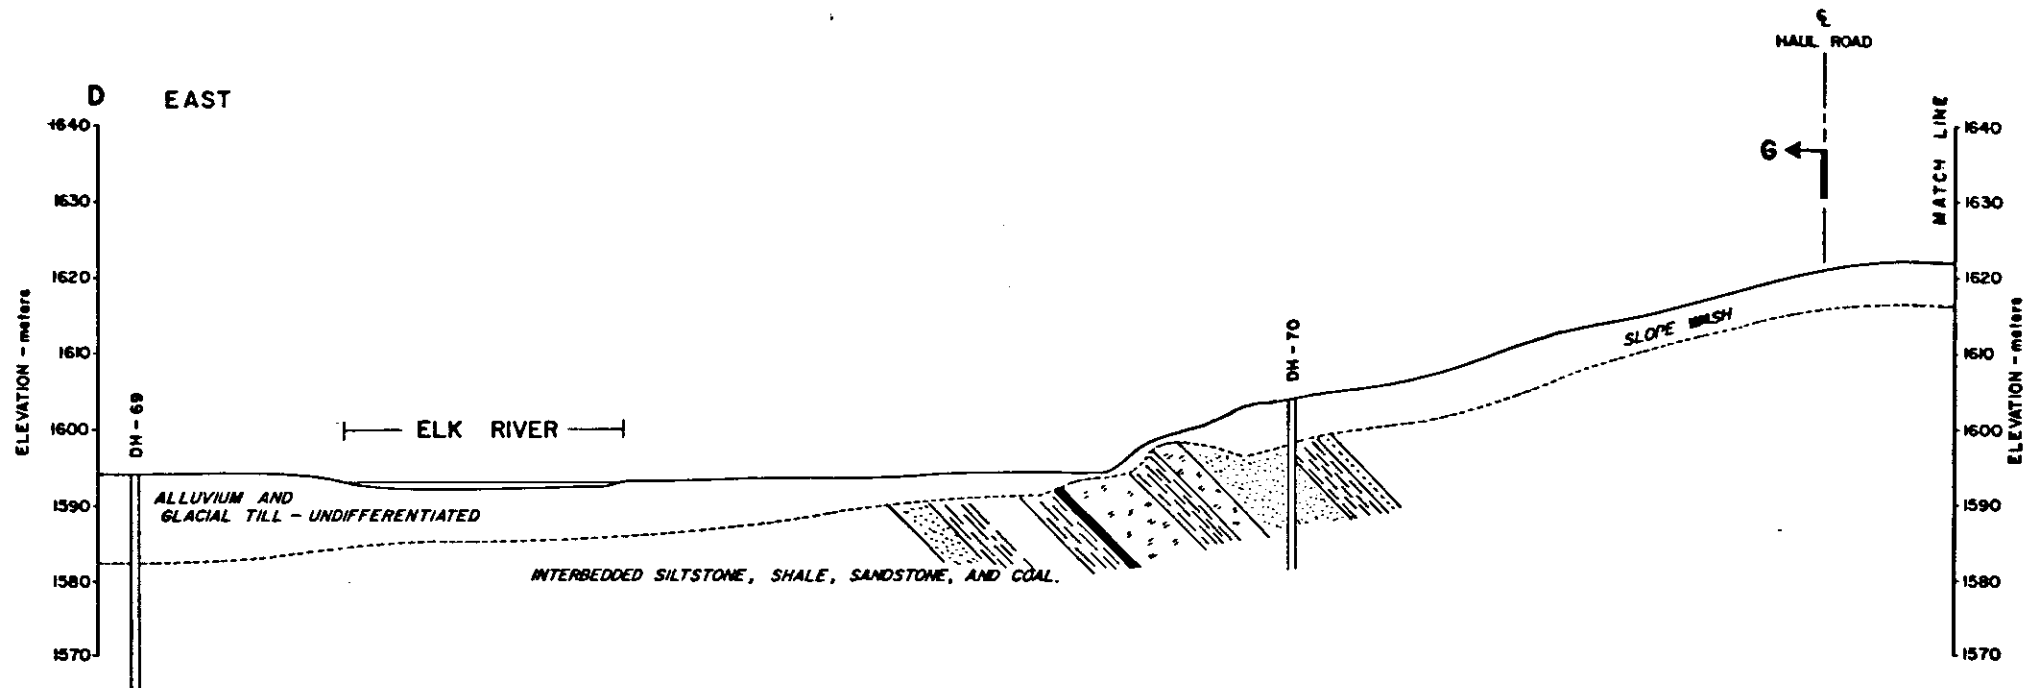 ℄
HAUL ROAD
D EAST
MATCH LINE
1640
1630
1620
1610
1600
1590
1580
1570
ELEVATION - meters
G
1640
1630
1620
1610
1600
1590
1580
1570
ELEVATION - meters
DH - 69
ELK RIVER
DH - 70
SLOPE WASH
ALLUVIUM AND
GLACIAL TILL - UNDIFFERENTIATED
INTERBEDDED SILTSTONE, SHALE, SANDSTONE, AND COAL.